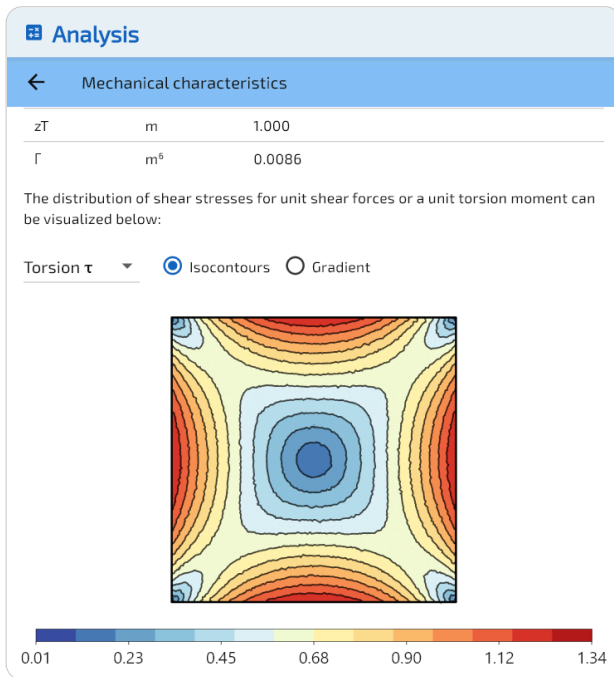 Analysis
Mechanical characteristics
zT m 1.000
Γ m⁶ 0.0086
The distribution of shear stresses for unit shear forces or a unit torsion moment can
be visualized below:
Torsion τ Isocontours Gradient
0.01 0.23 0.45 0.68 0.90 1.12 1.34